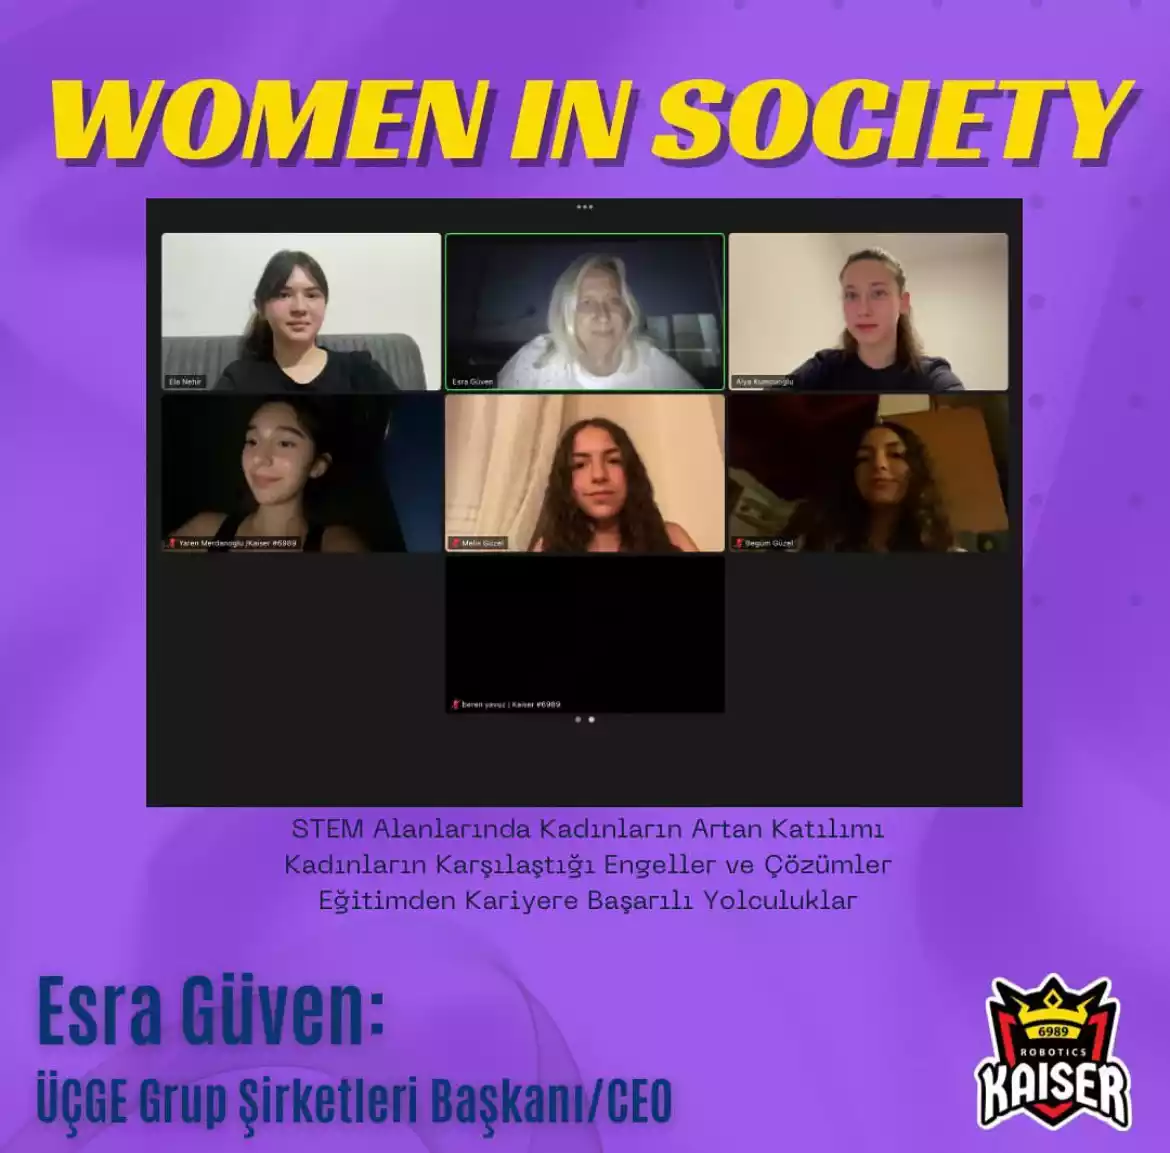 WOMEN IN SOCIETY
Ela Nehir
Esra Güven
Alya Kumcuoglu
Yaren Merdanoglu |Kaiser #6989
Melis Güzel
Begüm Güzel
beren yavuz | Kaiser #6989
STEM Alanlarında Kadınların Artan Katılımı
Kadınların Karşılaştığı Engeller ve Çözümler
Eğitimden Kariyere Başarılı Yolculuklar
Esra Güven:
ÜÇGE Grup Şirketleri Başkanı/CEO
6989
ROBOTICS
KAISER